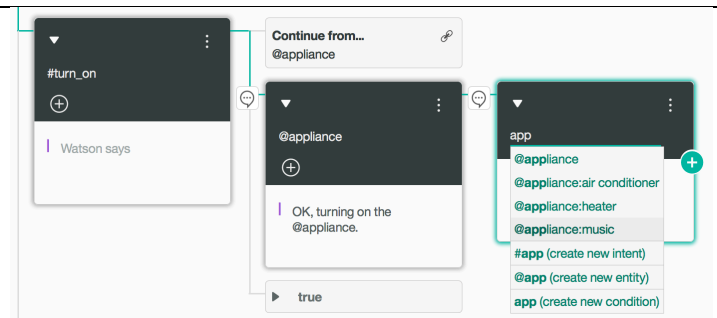 #turn_on
Watson says
Continue from...
@appliance
@appliance
OK, turning on the
@appliance.
true
app
@appliance
@appliance:air conditioner
@appliance:heater
@appliance:music
#app (create new intent)
@app (create new entity)
app (create new condition)